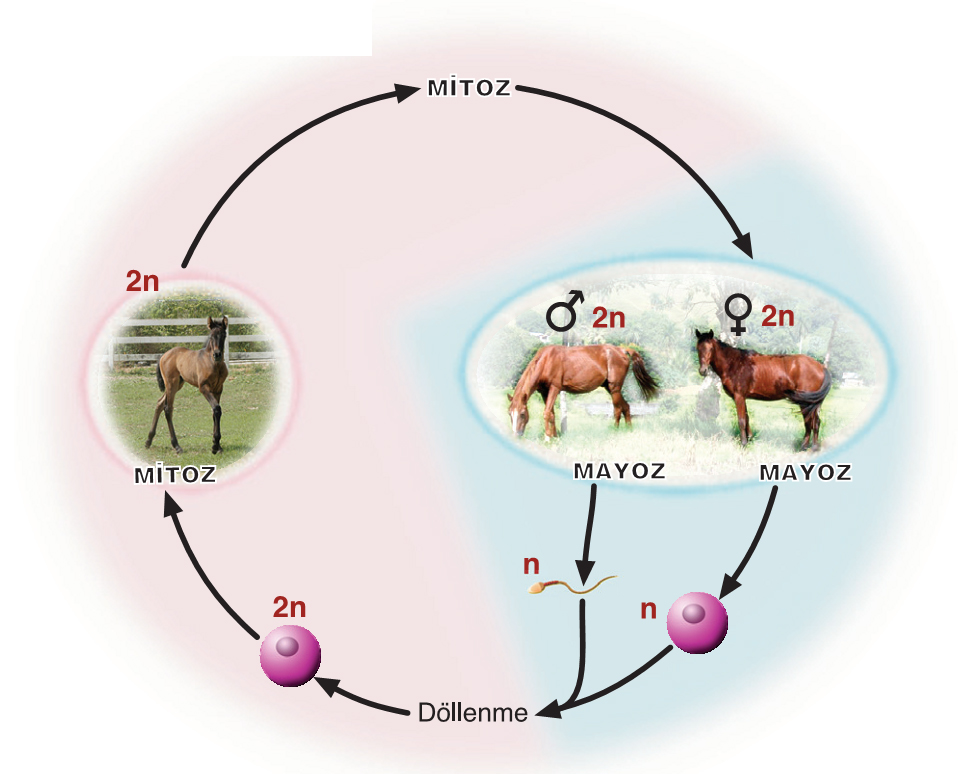 MİTOZ
2n
♂ 2n
♀ 2n
MİTOZ
MAYOZ
MAYOZ
n
n
2n
Döllenme